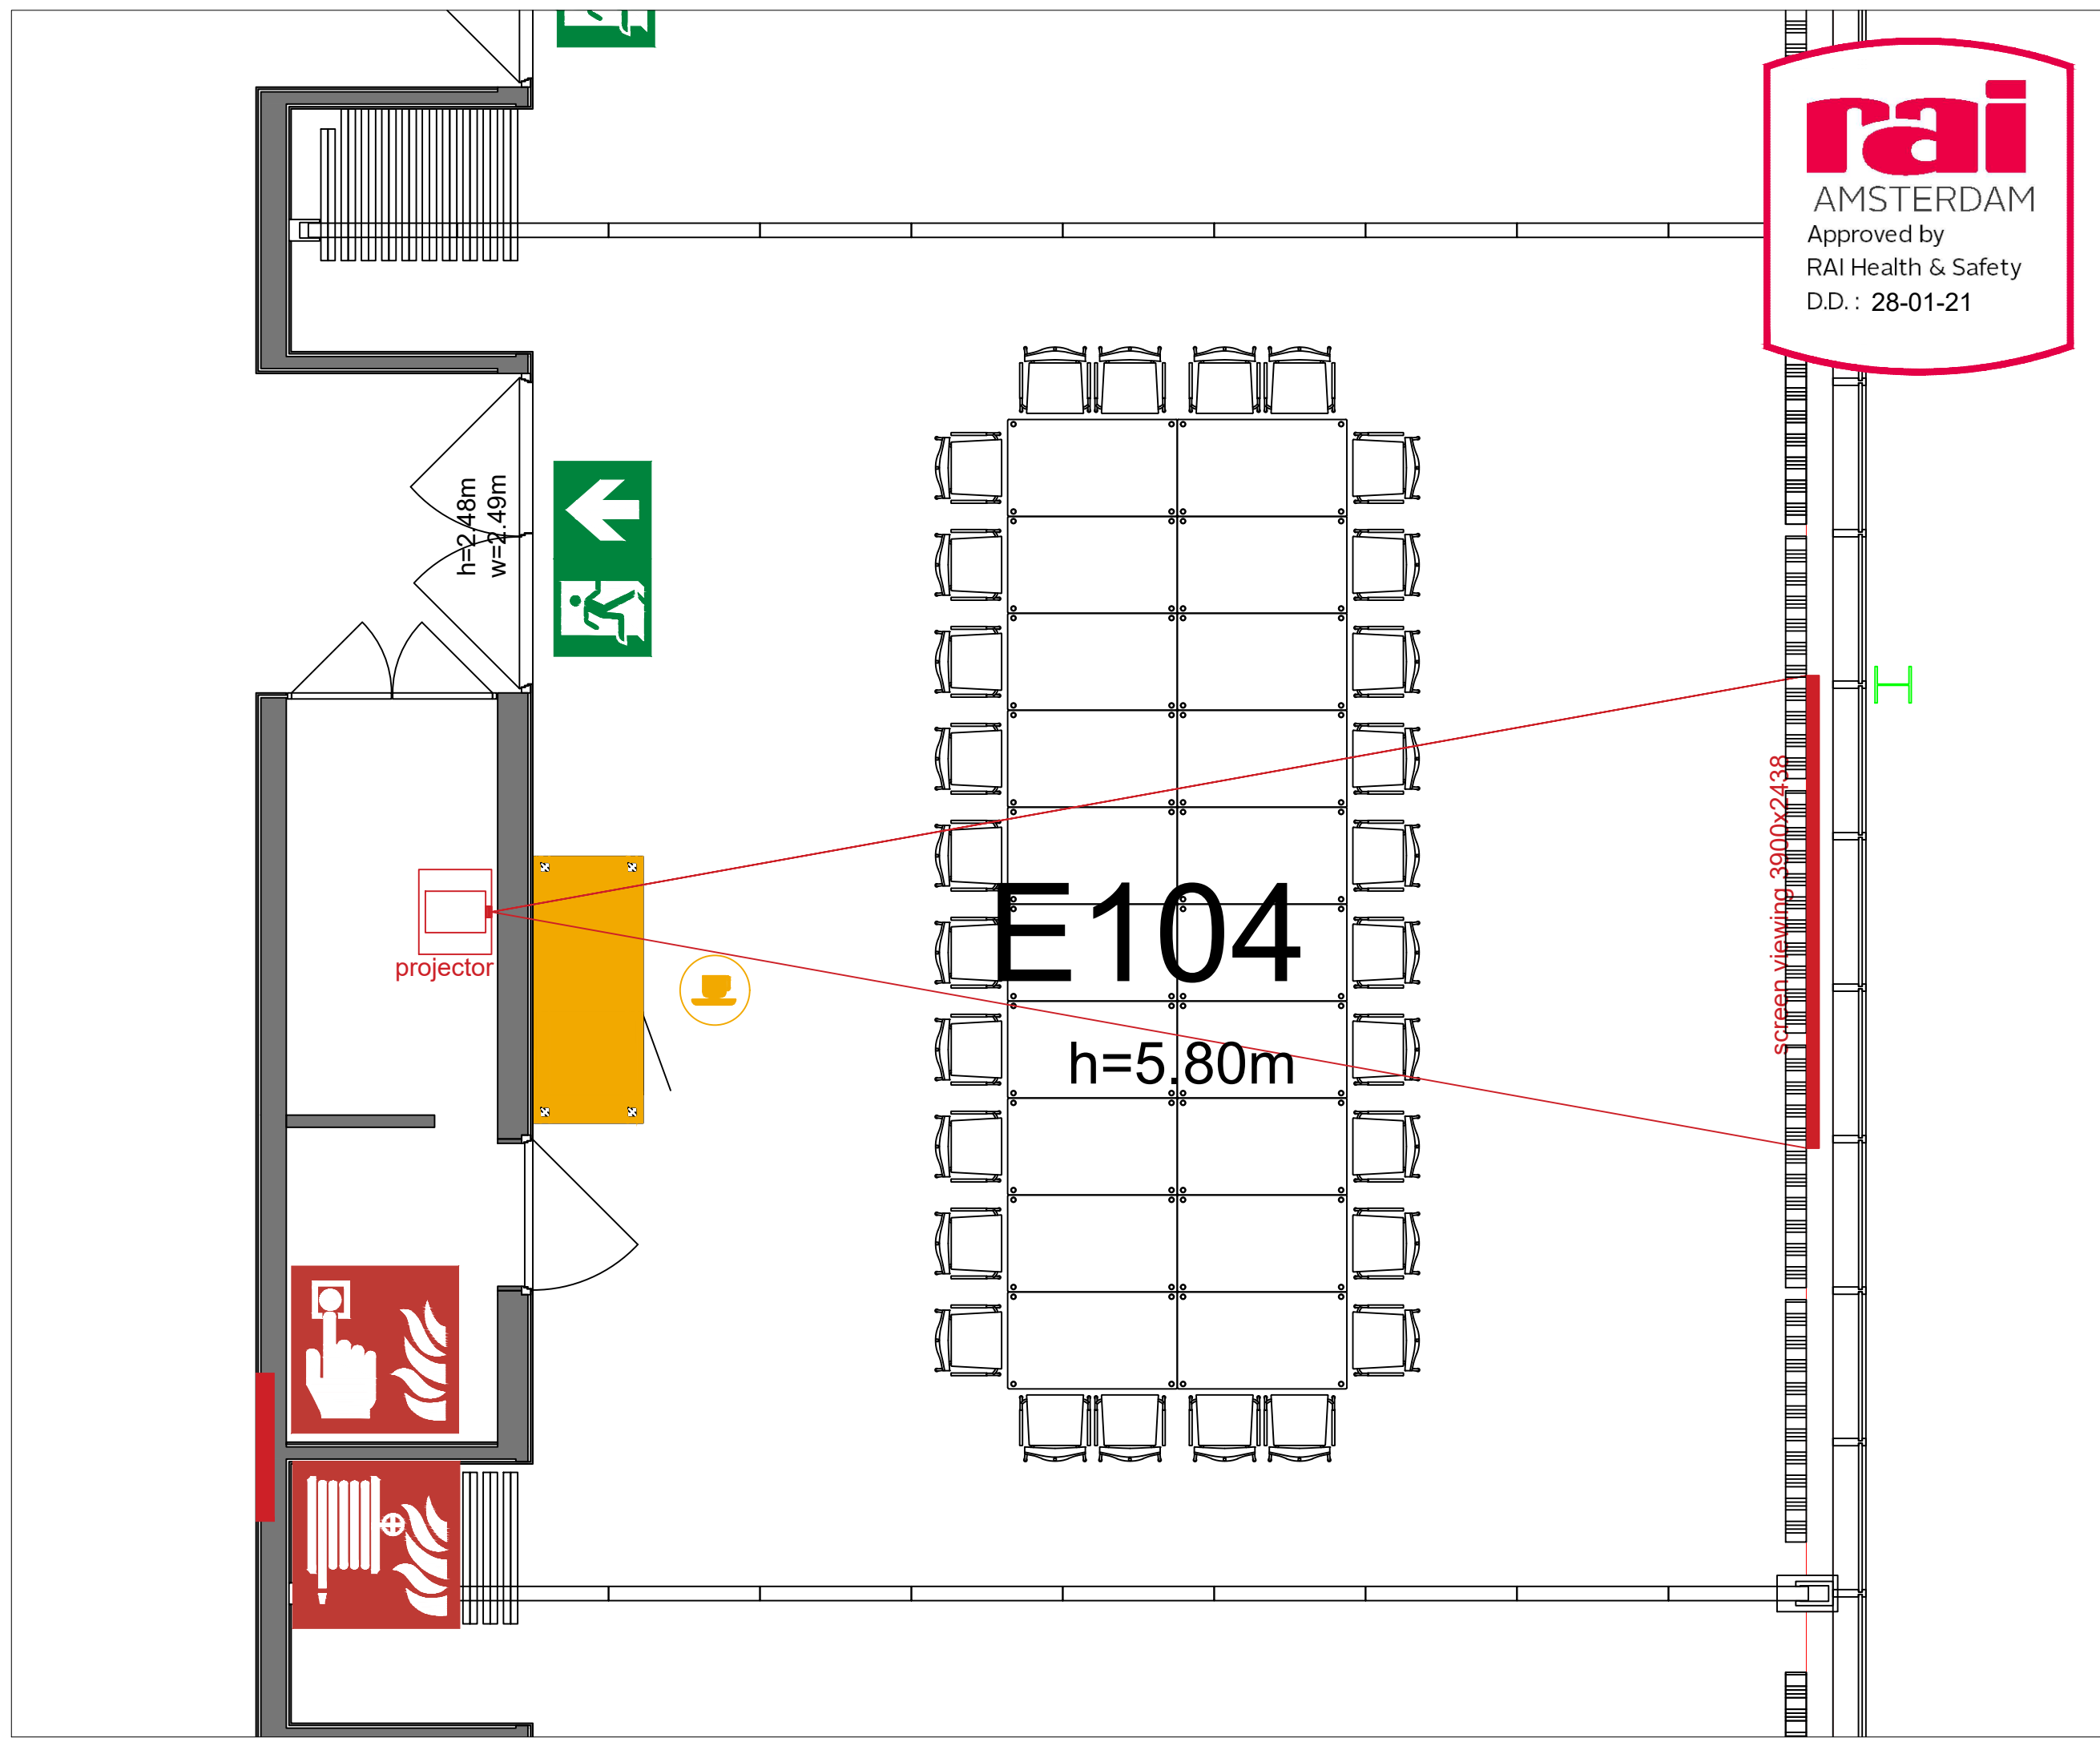 rai
AMSTERDAM
Approved by
RAI Health & Safety
D.D. : 28-01-21
h=2.48m
w=2.49m
screen viewing 3900x2438
projector
E104
h=5.80m